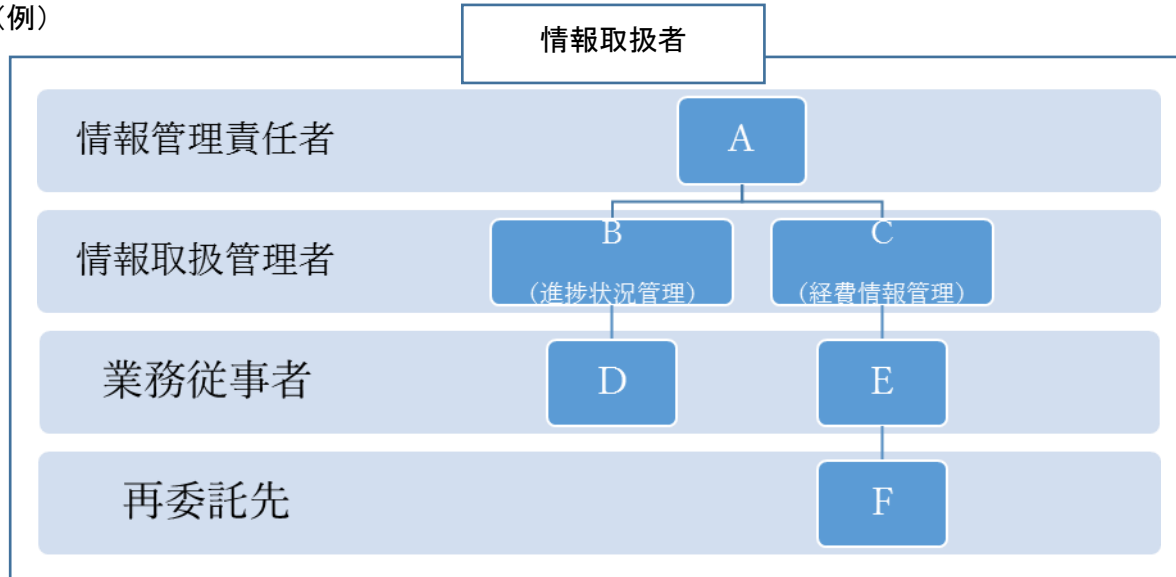 （例）
情報取扱者
情報管理責任者
A
情報取扱管理者
B
（進捗状況管理）
C
（経費情報管理）
業務従事者
D
E
再委託先
F